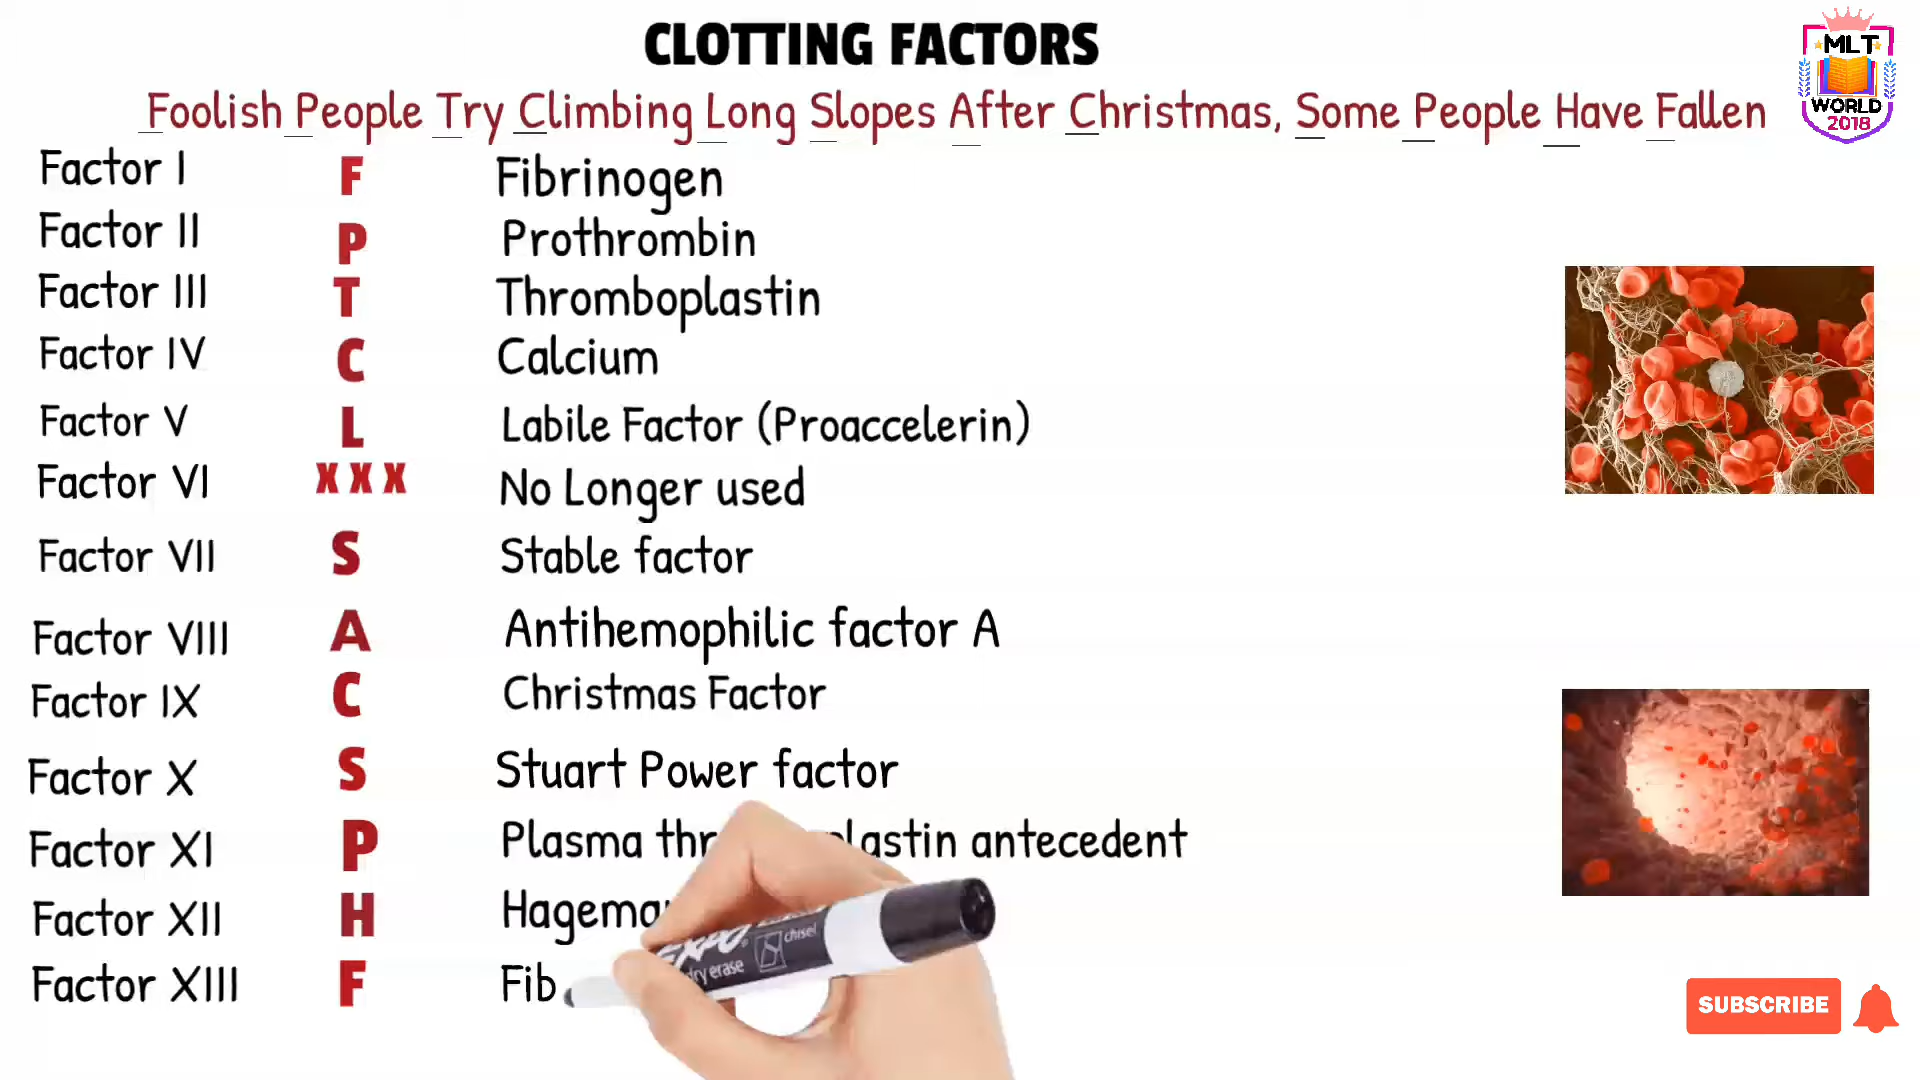 CLOTTING FACTORS
MLT
WORLD
2018
Foolish People Try Climbing Long Slopes After Christmas, Some People Have Fallen
Factor I F Fibrinogen
Factor II P Prothrombin
Factor III T Thromboplastin
Factor IV C Calcium
Factor V L Labile Factor (Proaccelerin)
Factor VI X X X No Longer used
Factor VII S Stable factor
Factor VIII A Antihemophilic factor A
Factor IX C Christmas Factor
Factor X S Stuart Power factor
Factor XI P Plasma antecedent
Factor XII H
Factor XIII F Fib
EXPO chisel
dry erase
SUBSCRIBE